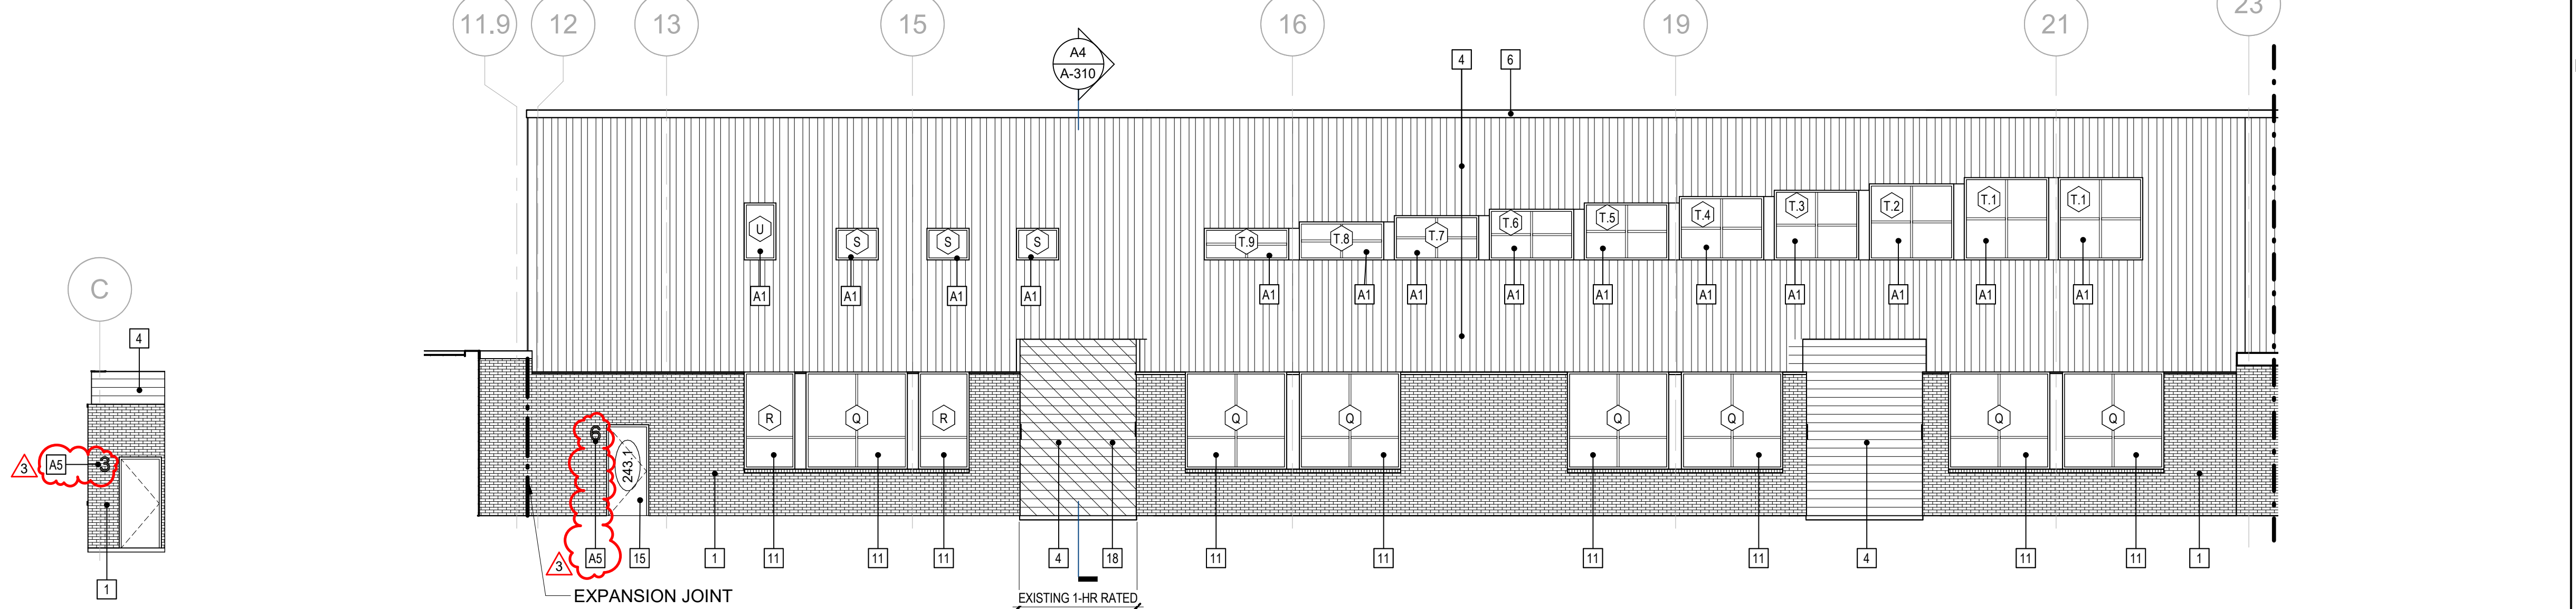 11.9
12
13
15
16
19
21
23
A4
A-310
4
6
U
S
S
S
T.9
T.8
T.7
T.6
T.5
T.4
T.3
T.2
T.1
T.1
A1
A1
A1
A1
A1
A1
A1
A1
A1
A1
A1
A1
A1
A1
C
4
3
A5
3
1
R
Q
R
Q
Q
Q
Q
Q
Q
6
243.1
3
A5
15
1
11
11
11
4
18
11
11
11
11
4
11
11
1
EXPANSION JOINT
EXISTING 1-HR RATED